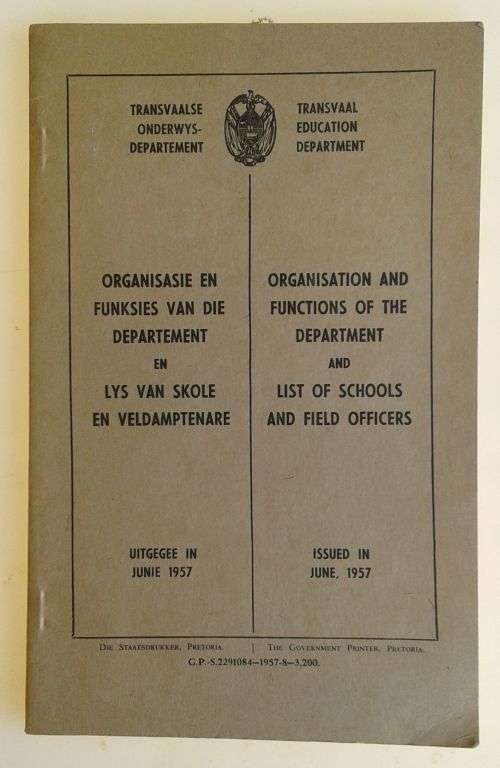 TRANSVAALSE
ONDERWYS-
DEPARTEMENT
ORGANISASIE EN
FUNKSIES VAN DIE
DEPARTEMENT
EN
LYS VAN SKOLE
EN VELDAMPTENARE
UITGEGEE IN
JUNIE 1957
TRANSVAAL
EDUCATION
DEPARTMENT
ORGANISATION AND
FUNCTIONS OF THE
DEPARTMENT
AND
LIST OF SCHOOLS
AND FIELD OFFICERS
ISSUED IN
JUNE, 1957
DIE STAATSDRUKKER, PRETORIA.
THE GOVERNMENT PRINTER, PRETORIA.
G.P.-S.2291084—1957-8—3,200.